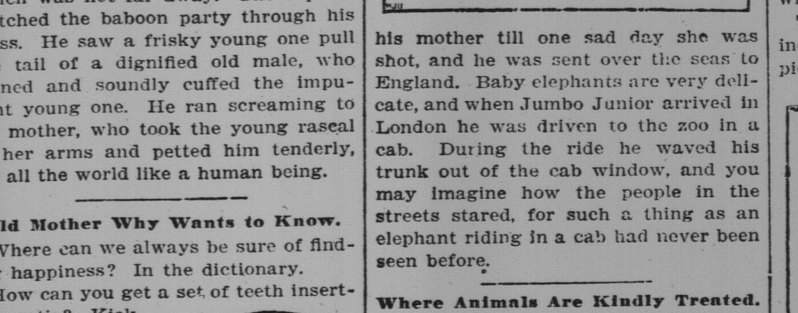 tched the baboon party through his
ss. He saw a frisky young one pull
tail of a dignified old male, who
ned and soundly cuffed the impu-
nt young one. He ran screaming to
mother, who took the young rascal
her arms and petted him tenderly,
all the world like a human being.
ld Mother Why Wants to Know.
Where can we always be sure of find-
happiness? In the dictionary.
How can you get a set of teeth insert-
his mother till one sad day she was
shot, and he was sent over the seas to
England. Baby elephants are very deli-
cate, and when Jumbo Junior arrived in
London he was driven to the zoo in a
cab. During the ride he waved his
trunk out of the cab window, and you
may imagine how the people in the
streets stared, for such a thing as an
elephant riding in a cab had never been
seen before.
Where Animals Are Kindly Treated.
in
pi